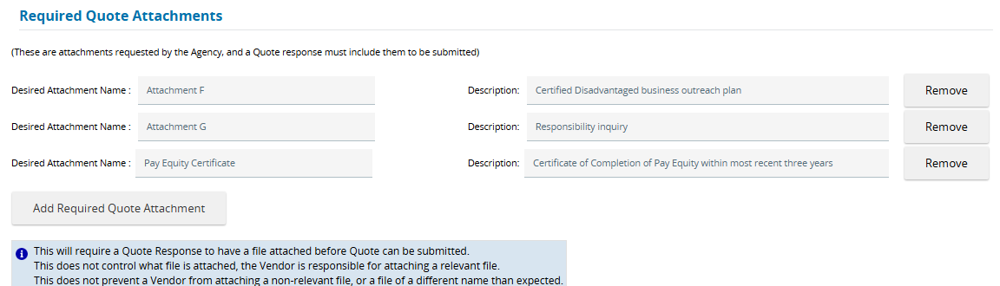 Required Quote Attachments
(These are attachments requested by the Agency, and a Quote response must include them to be submitted)
Desired Attachment Name : Attachment F Description: Certified Disadvantaged business outreach plan Remove
Desired Attachment Name : Attachment G Description: Responsibility inquiry Remove
Desired Attachment Name : Pay Equity Certificate Description: Certificate of Completion of Pay Equity within most recent three years Remove
Add Required Quote Attachment
This will require a Quote Response to have a file attached before Quote can be submitted.
This does not control what file is attached, the Vendor is responsible for attaching a relevant file.
This does not prevent a Vendor from attaching a non-relevant file, or a file of a different name than expected.